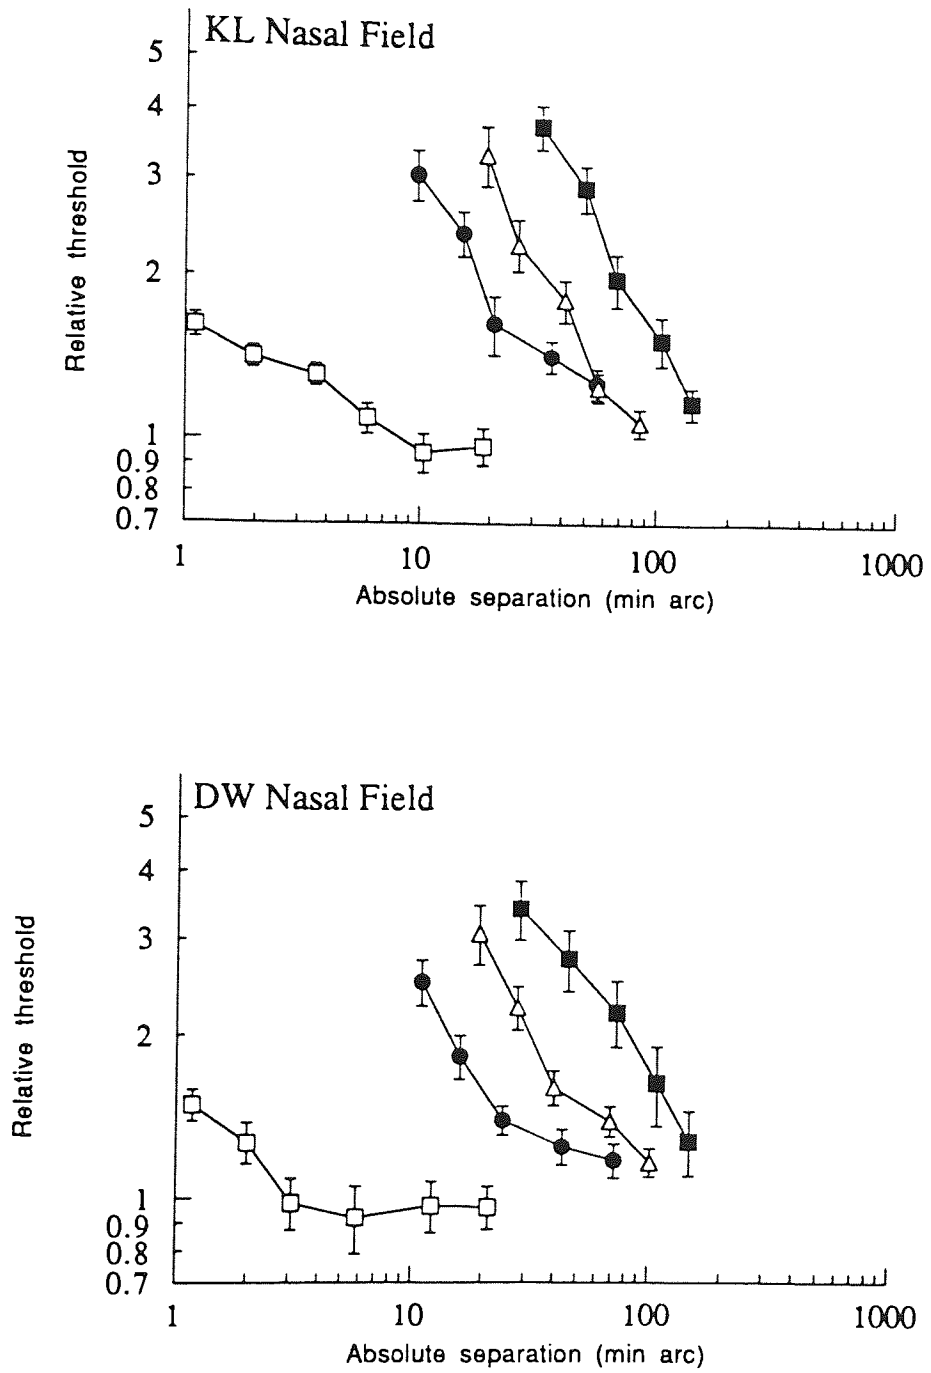 KL Nasal Field
5
4
3
2
1
0.9
0.8
0.7
Relative threshold
1 10 100 1000
Absolute separation (min arc)
DW Nasal Field
5
4
3
2
1
0.9
0.8
0.7
Relative threshold
1 10 100 1000
Absolute separation (min arc)